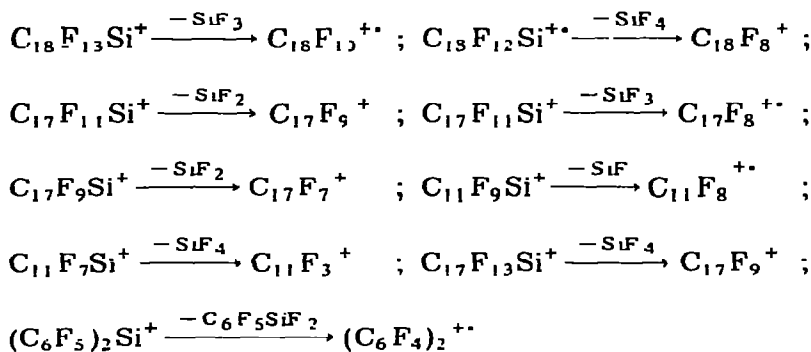 C₁₈F₁₃Si⁺ —−SiF₃→ C₁₈F₁₀⁺• ; C₁₈F₁₂Si⁺• —−SiF₄→ C₁₈F₈⁺ ;
C₁₇F₁₁Si⁺ —−SiF₂→ C₁₇F₉⁺ ; C₁₇F₁₁Si⁺ —−SiF₃→ C₁₇F₈⁺• ;
C₁₇F₉Si⁺ —−SiF₂→ C₁₇F₇⁺ ; C₁₁F₉Si⁺ —−SiF→ C₁₁F₈⁺• ;
C₁₁F₇Si⁺ —−SiF₄→ C₁₁F₃⁺ ; C₁₇F₁₃Si⁺ —−SiF₄→ C₁₇F₉⁺ ;
(C₆F₅)₂Si⁺ —−C₆F₅SiF₂→ (C₆F₄)₂⁺•